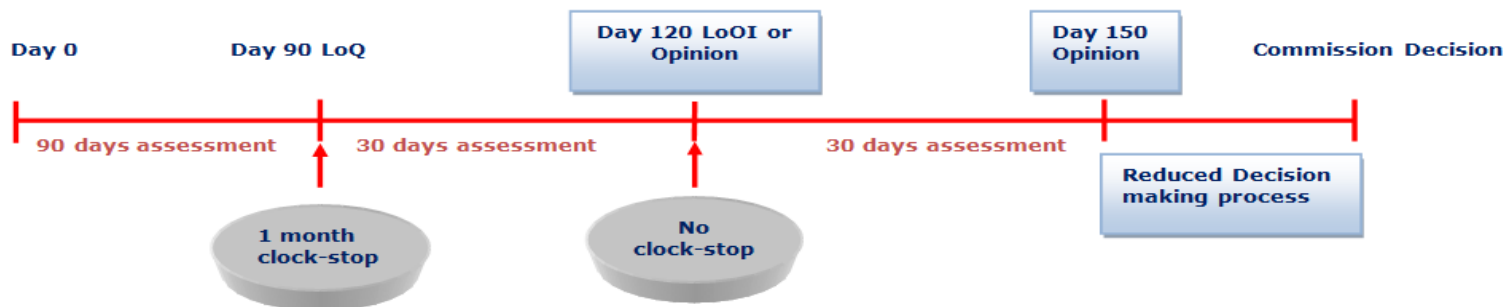 Day 0
Day 90 LoQ
Day 120 LoOI or
Opinion
Day 150
Opinion
Commission Decision
90 days assessment
30 days assessment
30 days assessment
Reduced Decision
making process
1 month
clock-stop
No
clock-stop